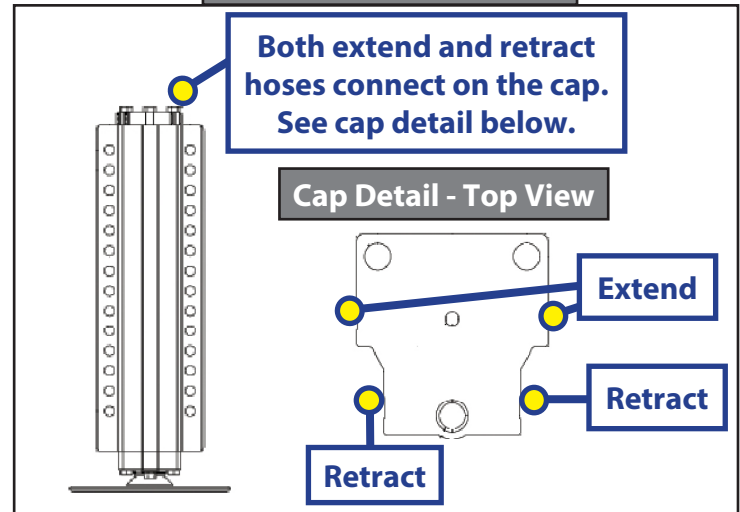 Both extend and retract
hoses connect on the cap.
See cap detail below.
Cap Detail - Top View
Extend
Retract
Retract